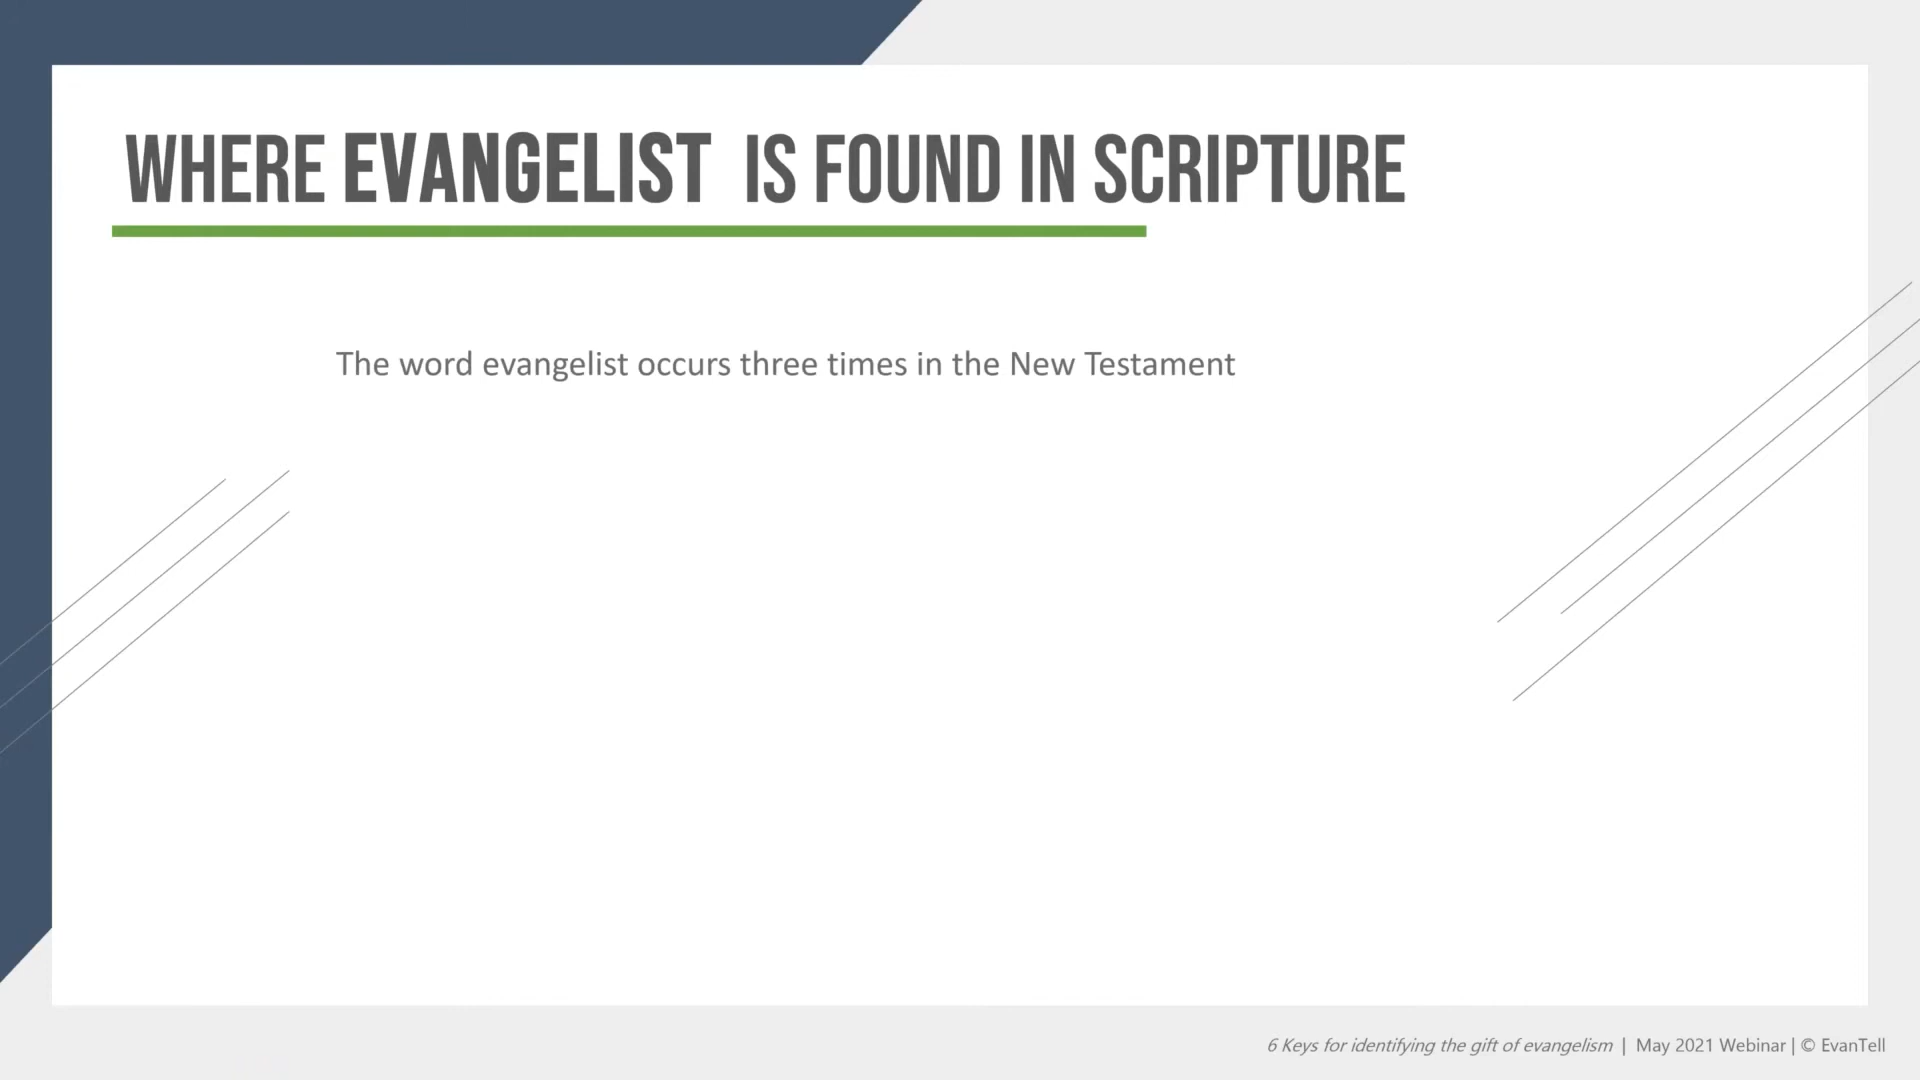 WHERE EVANGELIST IS FOUND IN SCRIPTURE
The word evangelist occurs three times in the New Testament
6 Keys for identifying the gift of evangelism | May 2021 Webinar | © EvanTell